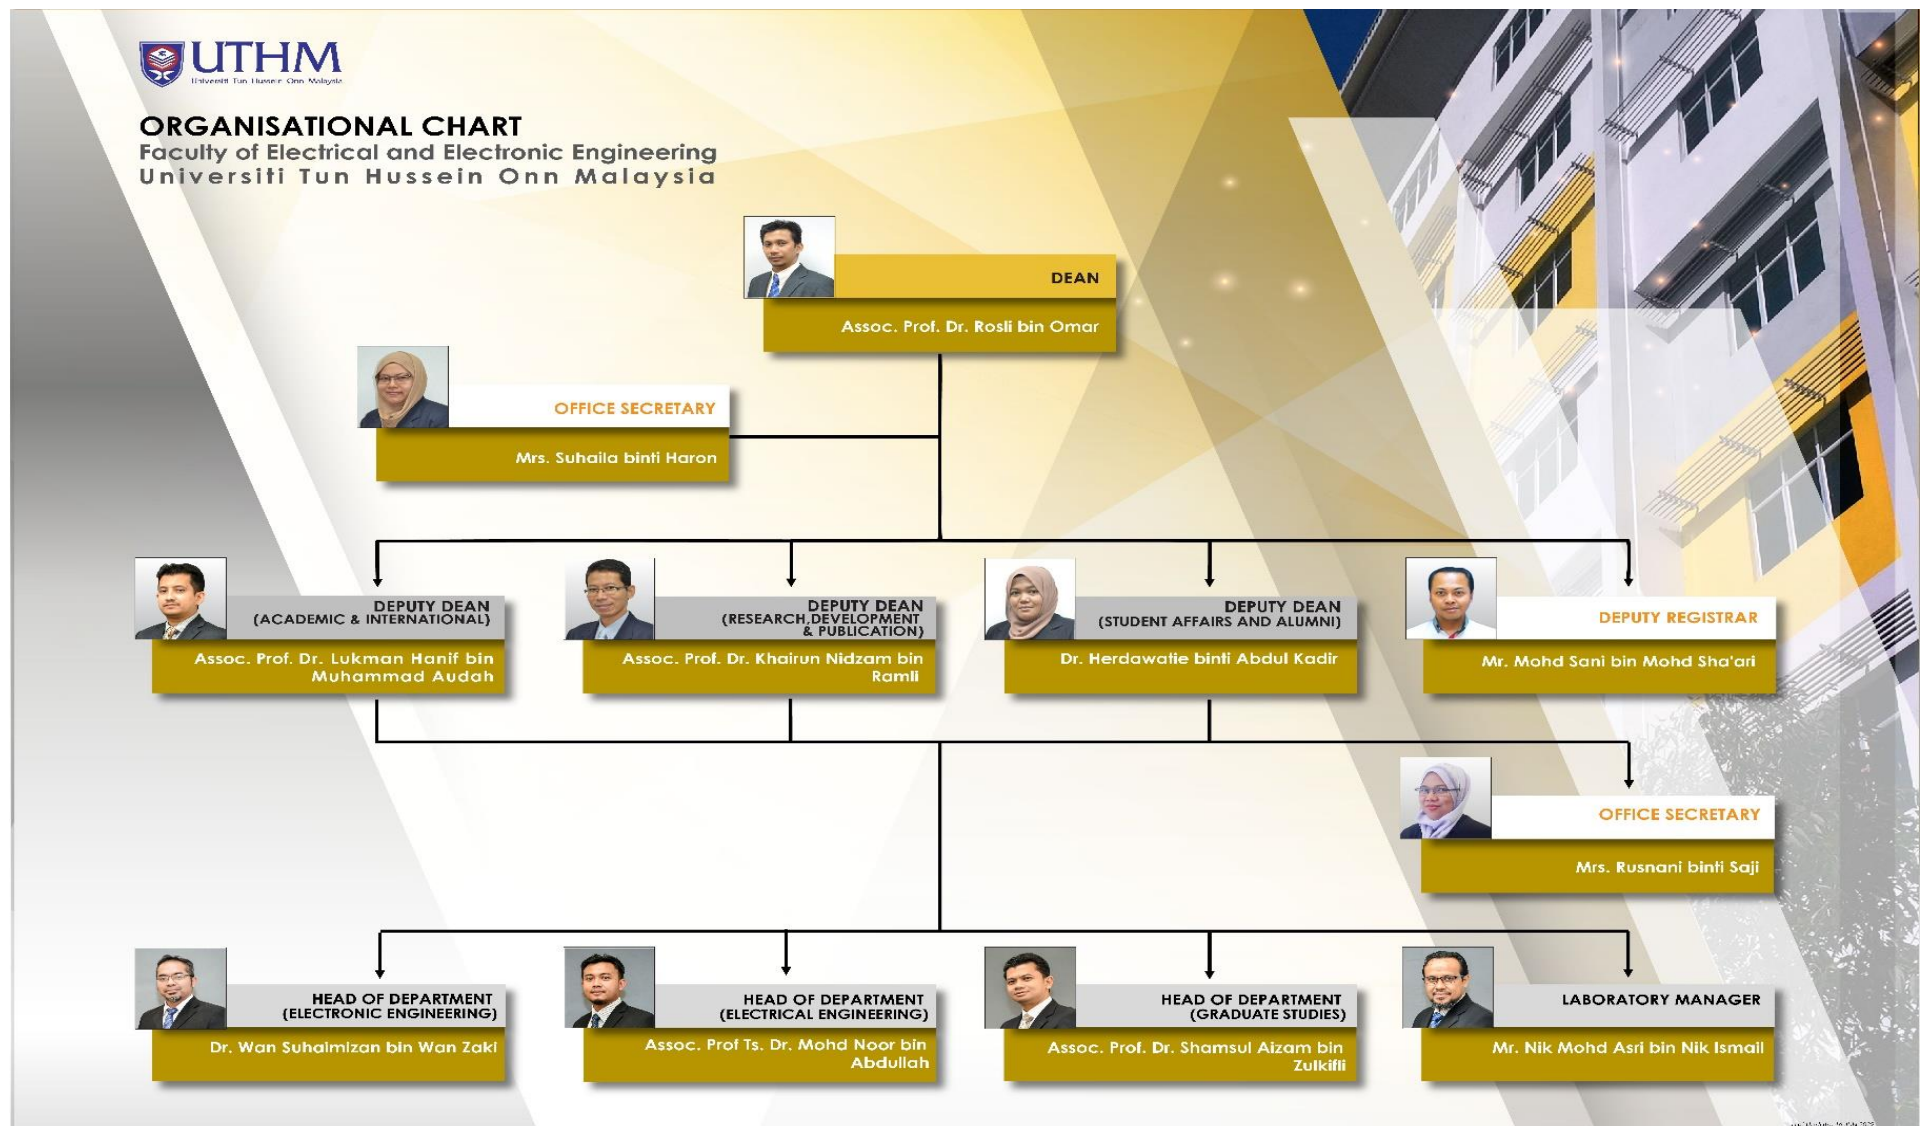 UTHM
Universiti Tun Hussein Onn Malaysia
ORGANISATIONAL CHART
Faculty of Electrical and Electronic Engineering
Universiti Tun Hussein Onn Malaysia
DEAN
Assoc. Prof. Dr. Rosli bin Omar
OFFICE SECRETARY
Mrs. Suhaila binti Haron
DEPUTY DEAN
(ACADEMIC & INTERNATIONAL)
Assoc. Prof. Dr. Lukman Hanif bin
Muhammad Audah
DEPUTY DEAN
(RESEARCH,DEVELOPMENT
& PUBLICATION)
Assoc. Prof. Dr. Khairun Nidzam bin
Ramli
DEPUTY DEAN
(STUDENT AFFAIRS AND ALUMNI)
Dr. Herdawatie binti Abdul Kadir
DEPUTY REGISTRAR
Mr. Mohd Sani bin Mohd Sha'ari
OFFICE SECRETARY
Mrs. Rusnani binti Saji
HEAD OF DEPARTMENT
(ELECTRONIC ENGINEERING)
Dr. Wan Suhaimizan bin Wan Zaki
HEAD OF DEPARTMENT
(ELECTRICAL ENGINEERING)
Assoc. Prof Ts. Dr. Mohd Noor bin
Abdullah
HEAD OF DEPARTMENT
(GRADUATE STUDIES)
Assoc. Prof. Dr. Shamsul Aizam bin
Zulkifli
LABORATORY MANAGER
Mr. Nik Mohd Asri bin Nik Ismail